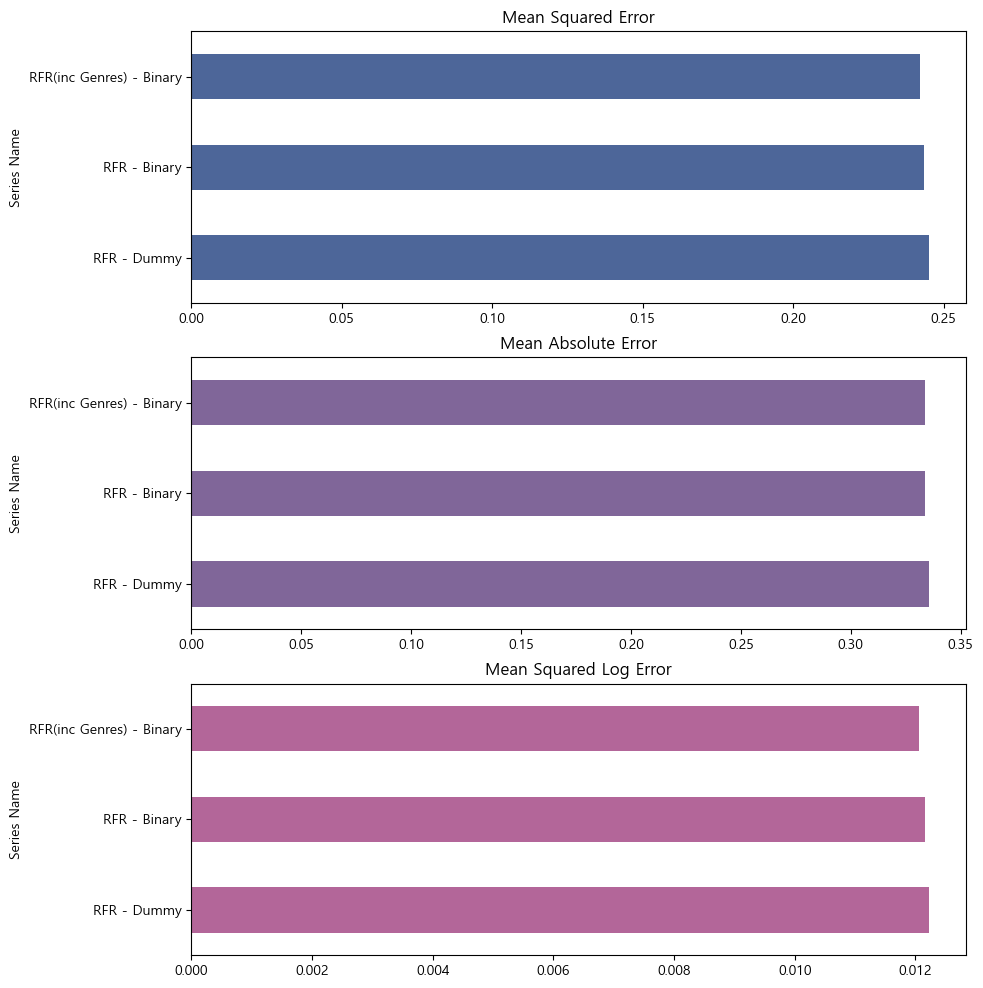 Mean Squared Error
Series Name
RFR(inc Genres) - Binary
RFR - Binary
RFR - Dummy
0.00 0.05 0.10 0.15 0.20 0.25
Mean Absolute Error
Series Name
RFR(inc Genres) - Binary
RFR - Binary
RFR - Dummy
0.00 0.05 0.10 0.15 0.20 0.25 0.30 0.35
Mean Squared Log Error
Series Name
RFR(inc Genres) - Binary
RFR - Binary
RFR - Dummy
0.000 0.002 0.004 0.006 0.008 0.010 0.012